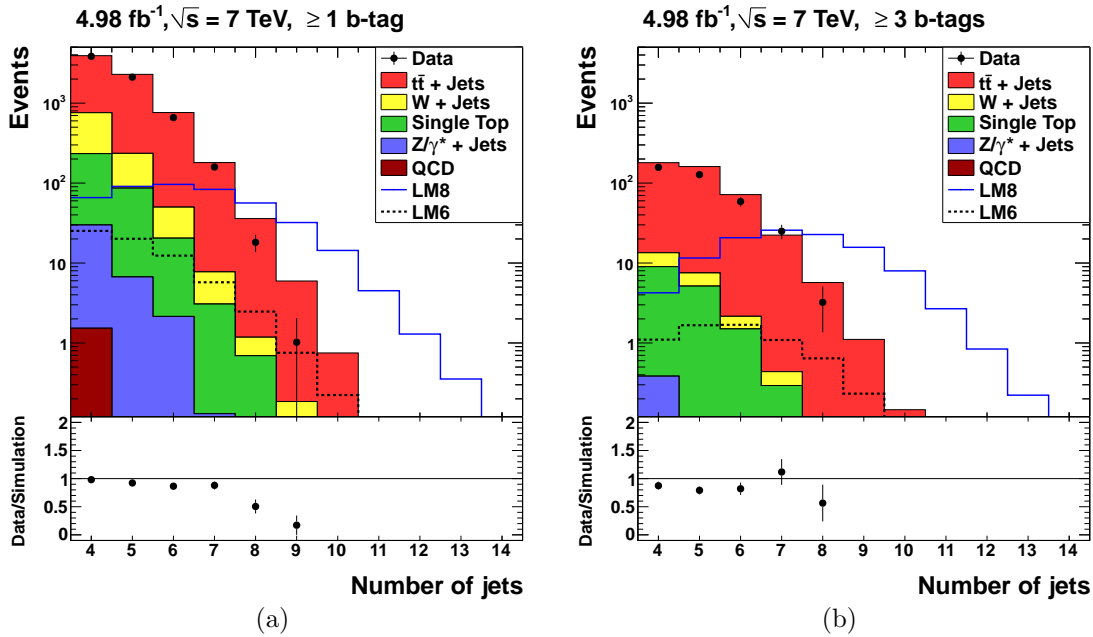 4.98 fb⁻¹,√s = 7 TeV, ≥ 1 b-tag
Events
10³
10²
10
1
Data
tt̄ + Jets
W + Jets
Single Top
Z/γ* + Jets
QCD
LM8
LM6
Data/Simulation
2
1.5
1
0.5
0
4 5 6 7 8 9 10 11 12 13 14
Number of jets
(a)
4.98 fb⁻¹,√s = 7 TeV, ≥ 3 b-tags
Events
10³
10²
10
1
Data
tt̄ + Jets
W + Jets
Single Top
Z/γ* + Jets
QCD
LM8
LM6
Data/Simulation
2
1.5
1
0.5
0
4 5 6 7 8 9 10 11 12 13 14
Number of jets
(b)